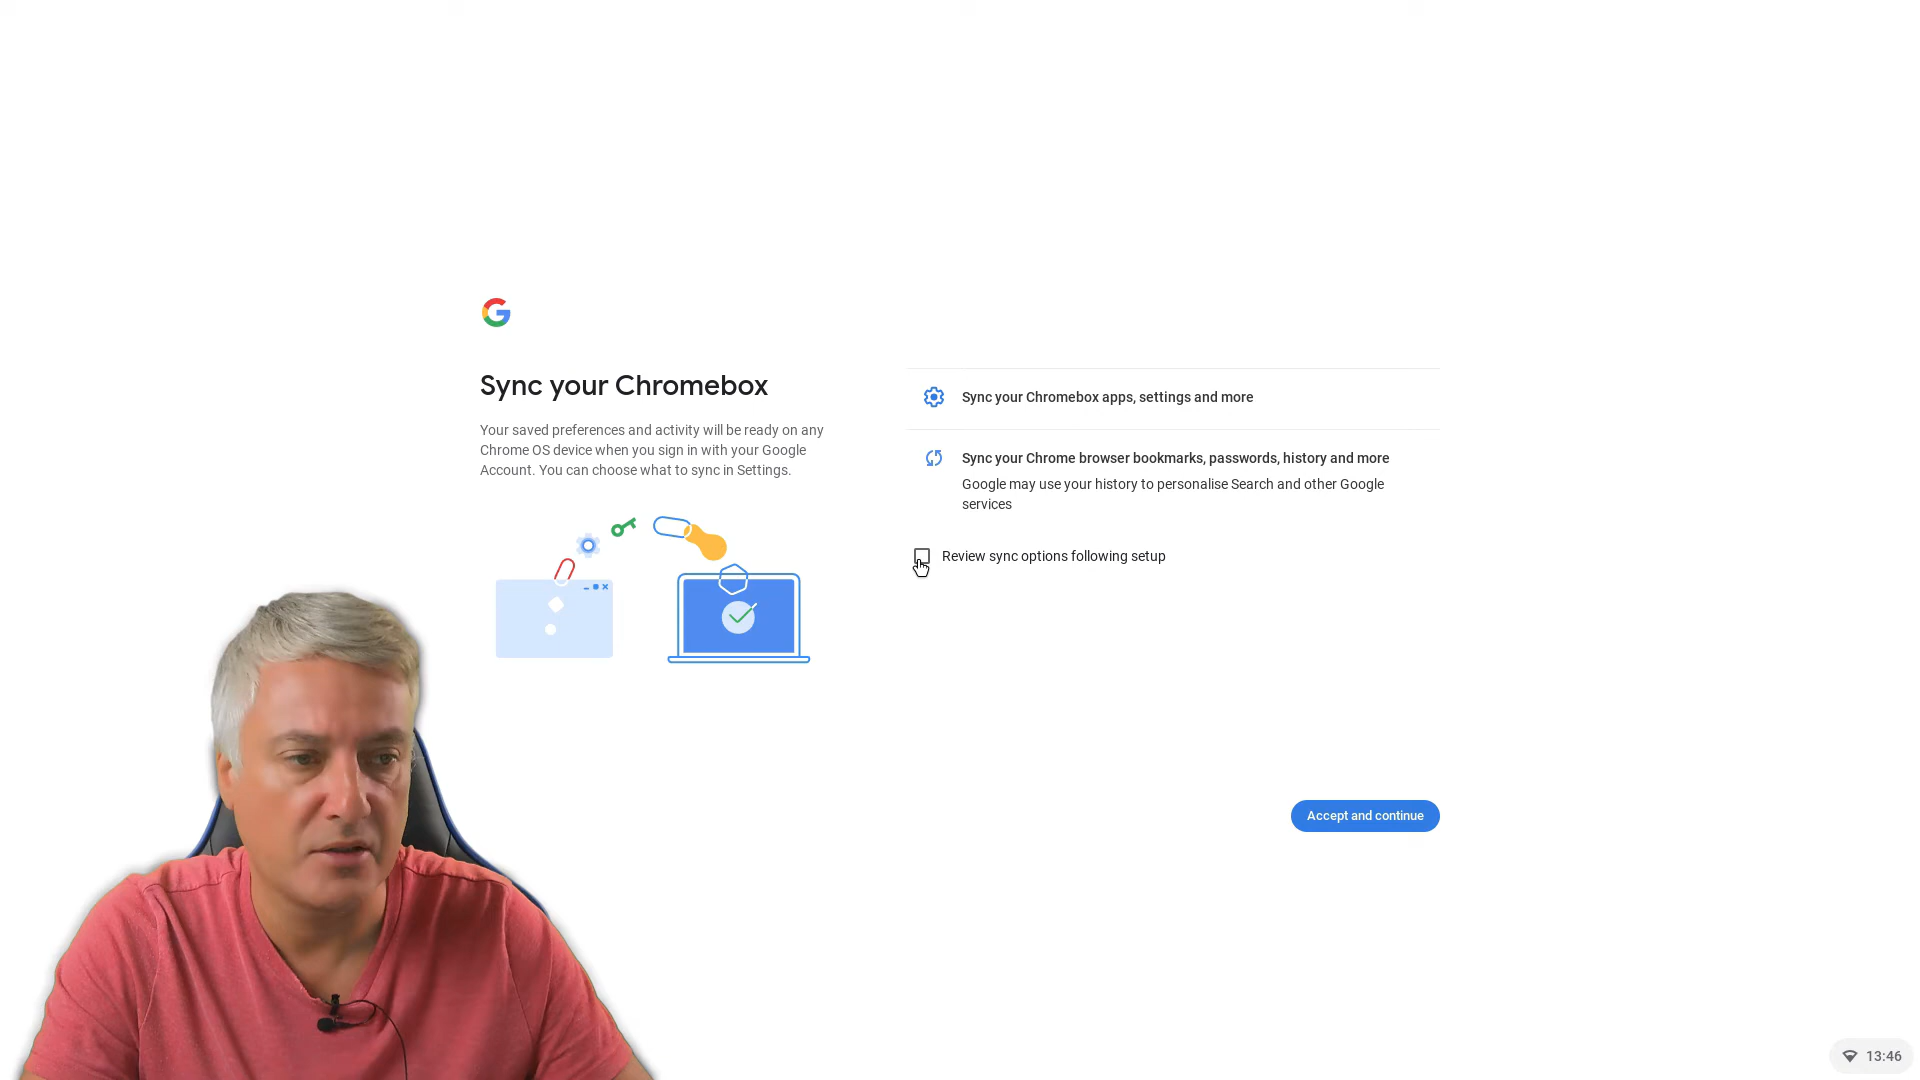 Sync your Chromebox
Your saved preferences and activity will be ready on any
Chrome OS device when you sign in with your Google
Account. You can choose what to sync in Settings.
Sync your Chromebox apps, settings and more
Sync your Chrome browser bookmarks, passwords, history and more
Google may use your history to personalise Search and other Google
services
Review sync options following setup
Accept and continue
13:46